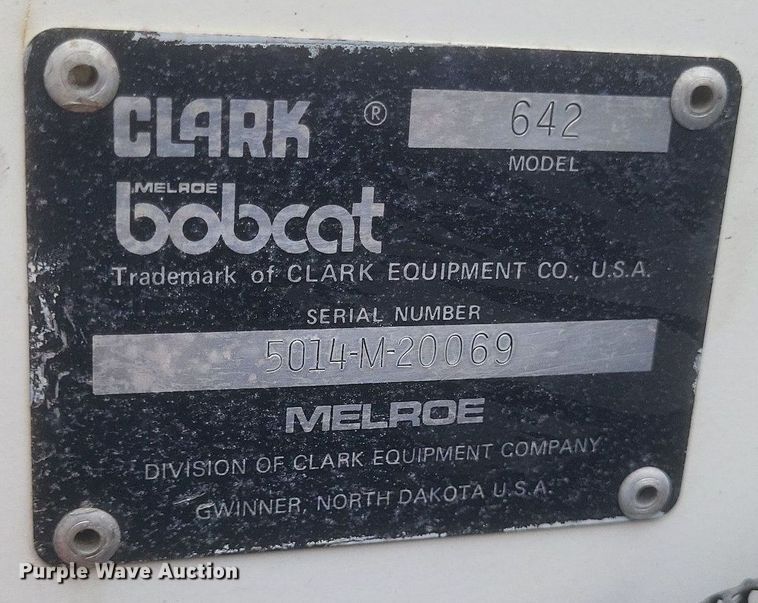 CLARK ® 642
MODEL
MELROE
bobcat
Trademark of CLARK EQUIPMENT CO., U.S.A.
SERIAL NUMBER
5014-M-20069
MELROE
DIVISION OF CLARK EQUIPMENT COMPANY
GWINNER, NORTH DAKOTA U.S.A.
Purple Wave Auction